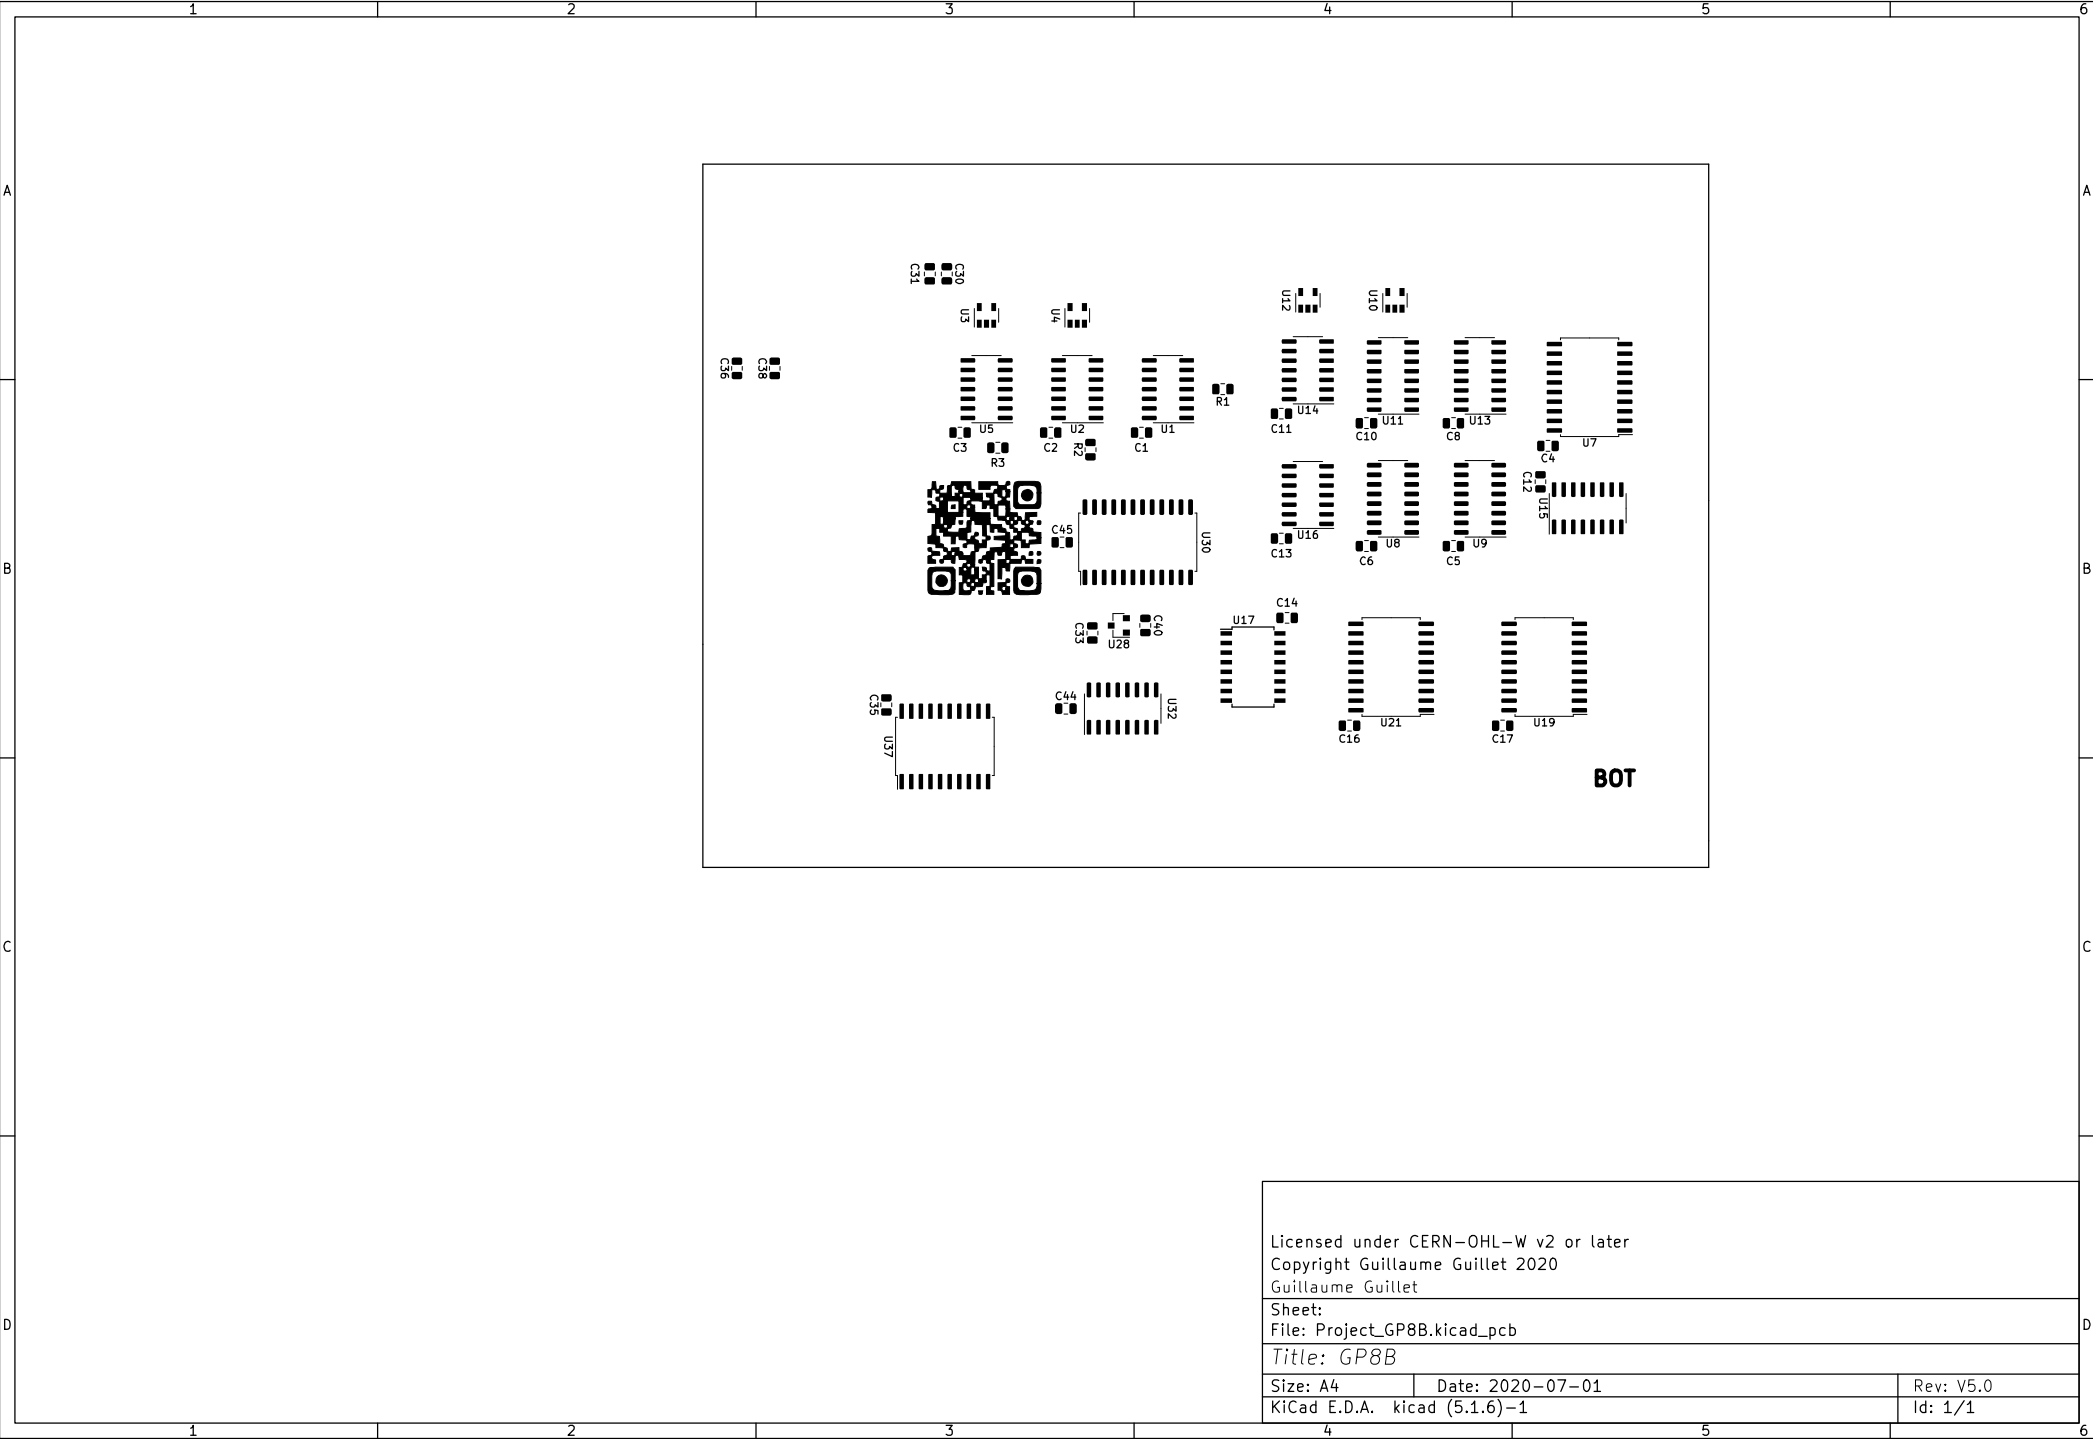 1 2 3 4 5 6
A A
C31 C30
U3 U4 U12 U10
C36 C38
R1
U14 U11 U13 U7
C11 C10 C8
U5 U2 U1
C3 C2 R2 C1 C4
R3
C12 U15
C45 U30
U16 U8 U9
C13 C6 C5
B B
C14
U17
C33 U28 C40
C35 C44 U32
U21 U19
C16 C17
U37
BOT
C C
Licensed under CERN-OHL-W v2 or later
Copyright Guillaume Guillet 2020
Guillaume Guillet
Sheet:
File: Project_GP8B.kicad_pcb
D D
Title: GP8B
Size: A4 Date: 2020-07-01 Rev: V5.0
KiCad E.D.A. kicad (5.1.6)-1 Id: 1/1
1 2 3 4 5 6